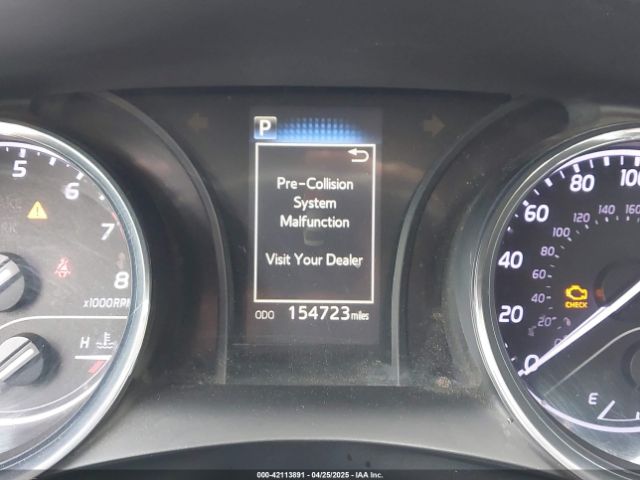 P
Pre-Collision
System
Malfunction
Visit Your Dealer
ODO 154723 miles
5
6
7
8
x1000RPM
H
100
80
60
40
20
0
160
140
120
100
80
60
40
20
CHECK
E
000-42113891 - 04/25/2025 - IAA Inc.